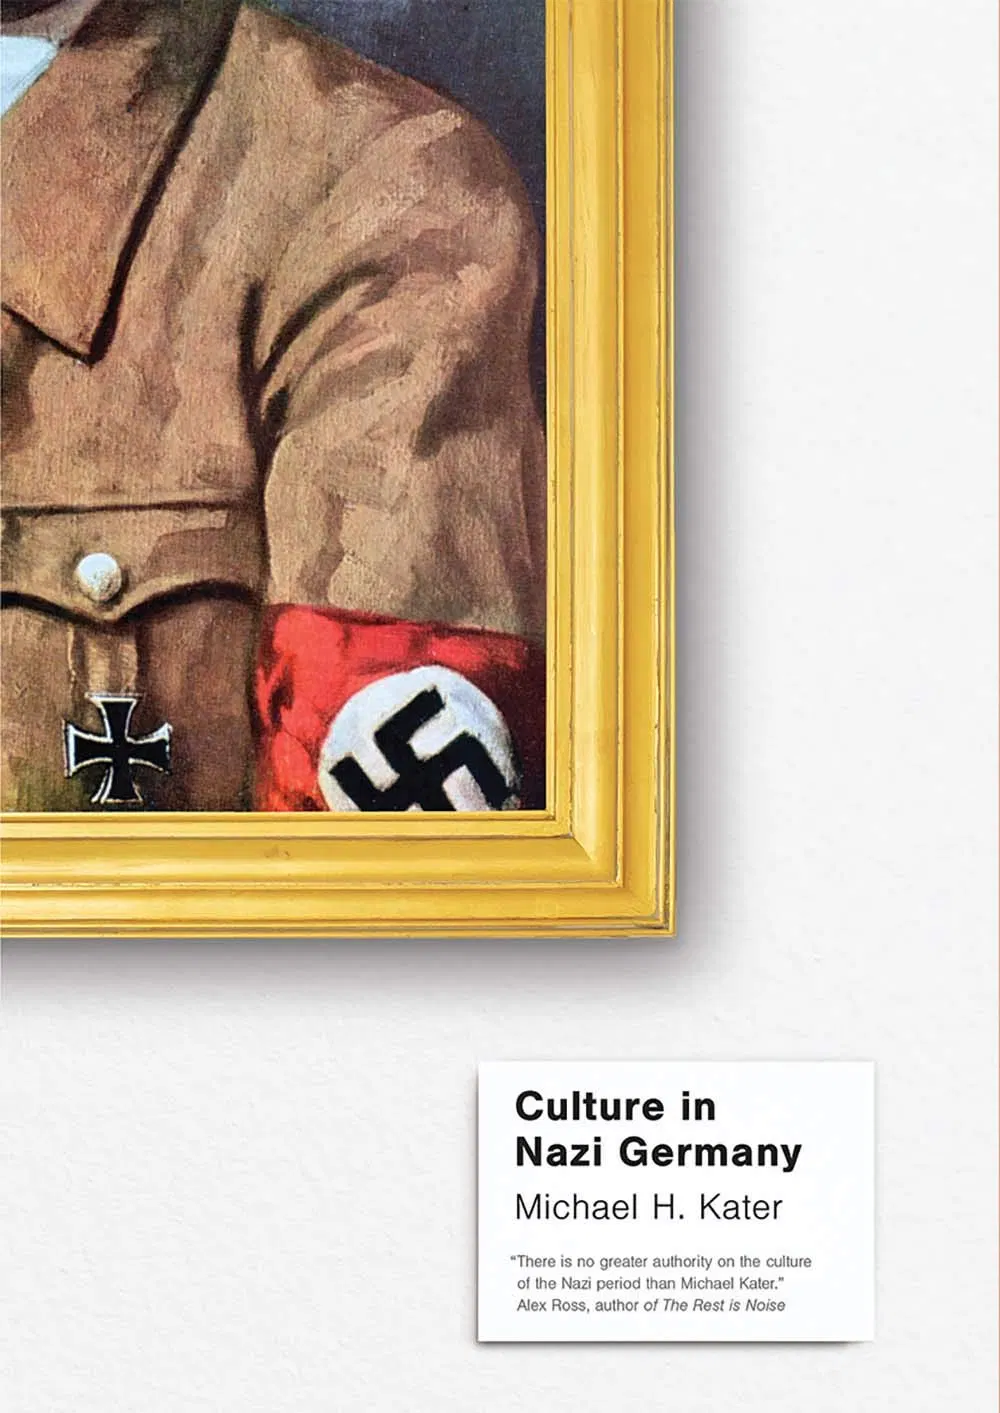 Culture in
Nazi Germany
Michael H. Kater
“There is no greater authority on the culture
of the Nazi period than Michael Kater.”
Alex Ross, author of The Rest is Noise